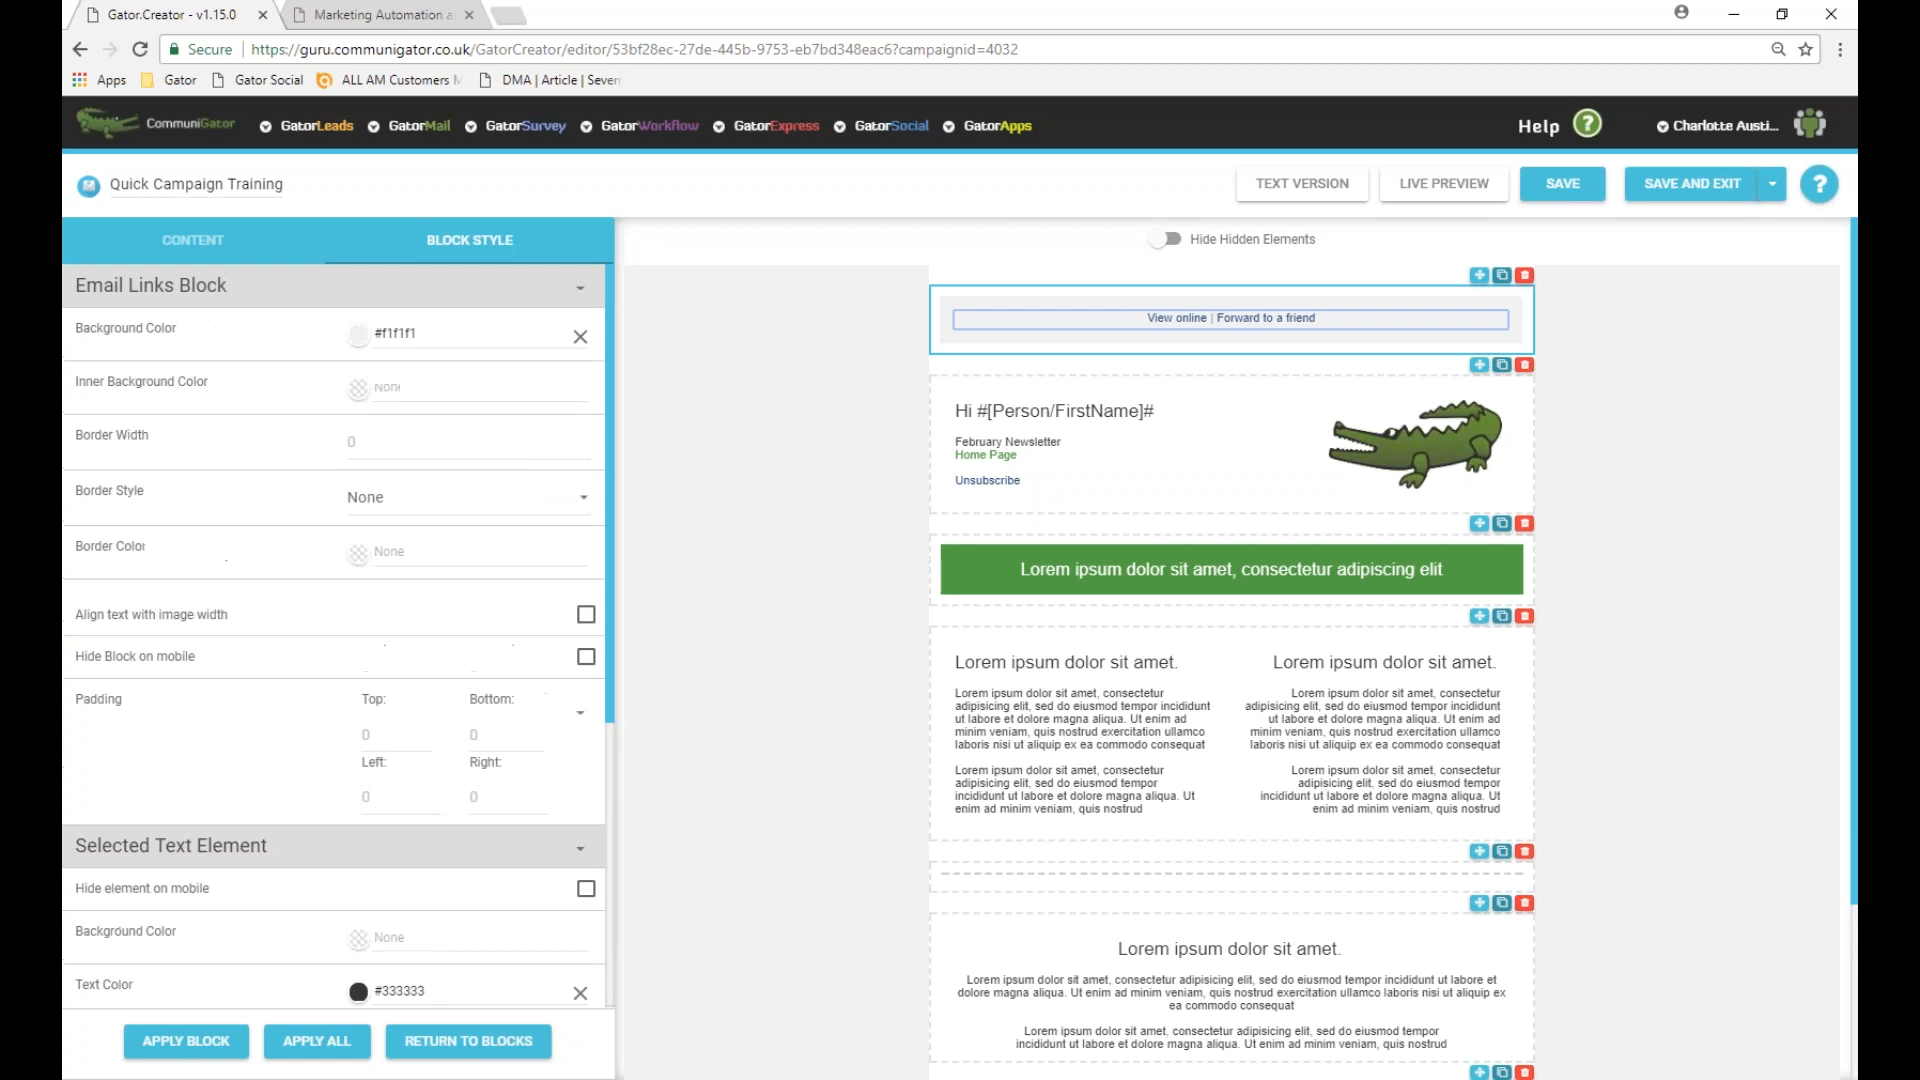 Gator.Creator - v1.15.0
Marketing Automation a
Secure
https://guru.communigator.co.uk/GatorCreator/editor/53bf28ec-27de-445b-9753-eb7bd348eac6?campaignid=4032
Apps Gator Gator Social ALL AM Customers DMA | Article | Seven
CommuniGator GatorLeads GatorMail GatorSurvey GatorWorkflow GatorExpress GatorSocial GatorApps Help ? Charlotte Austi...
Quick Campaign Training
TEXT VERSION LIVE PREVIEW SAVE SAVE AND EXIT ?
CONTENT BLOCK STYLE
Hide Hidden Elements
Email Links Block
Background Color #f1f1f1
Inner Background Color None
Border Width 0
Border Style None
Border Color None
Align text with image width
Hide Block on mobile
Padding Top: Bottom:
0 0
Left: Right:
0 0
Selected Text Element
Hide element on mobile
Background Color None
Text Color #333333
APPLY BLOCK APPLY ALL RETURN TO BLOCKS
View online | Forward to a friend
Hi #[Person/FirstName]#
February Newsletter
Home Page
Unsubscribe
Lorem ipsum dolor sit amet, consectetur adipiscing elit
Lorem ipsum dolor sit amet.
Lorem ipsum dolor sit amet, consectetur
adipisicing elit, sed do eiusmod tempor incididunt
ut labore et dolore magna aliqua. Ut enim ad
minim veniam, quis nostrud exercitation ullamco
laboris nisi ut aliquip ex ea commodo consequat
Lorem ipsum dolor sit amet, consectetur
adipisicing elit, sed do eiusmod tempor
incididunt ut labore et dolore magna aliqua. Ut
enim ad minim veniam, quis nostrud
Lorem ipsum dolor sit amet.
Lorem ipsum dolor sit amet, consectetur
adipisicing elit, sed do eiusmod tempor incididunt
ut labore et dolore magna aliqua. Ut enim ad
minim veniam, quis nostrud exercitation ullamco
laboris nisi ut aliquip ex ea commodo consequat
Lorem ipsum dolor sit amet, consectetur
adipisicing elit, sed do eiusmod tempor
incididunt ut labore et dolore magna aliqua. Ut
enim ad minim veniam, quis nostrud
Lorem ipsum dolor sit amet.
Lorem ipsum dolor sit amet, consectetur adipisicing elit, sed do eiusmod tempor incididunt ut labore et
dolore magna aliqua. Ut enim ad minim veniam, quis nostrud exercitation ullamco laboris nisi ut aliquip ex
ea commodo consequat
Lorem ipsum dolor sit amet, consectetur adipisicing elit, sed do eiusmod tempor
incididunt ut labore et dolore magna aliqua. Ut enim ad minim veniam, quis nostrud